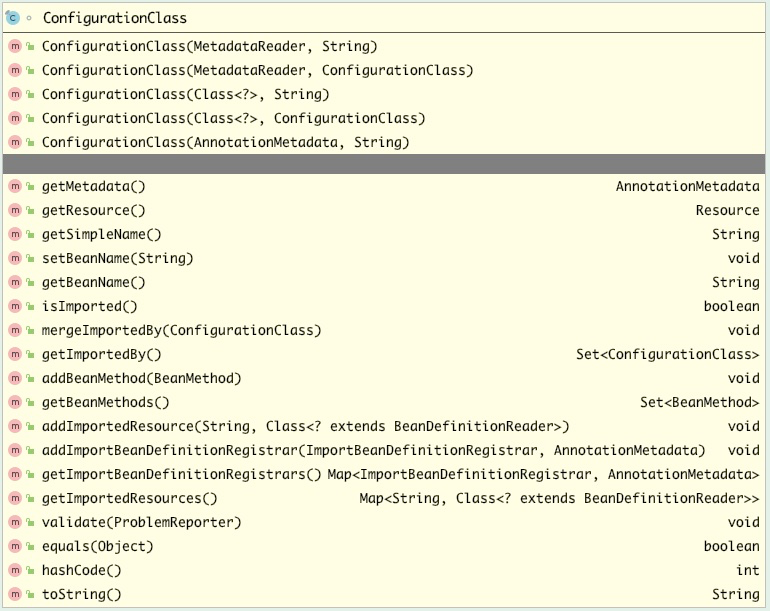 ConfigurationClass
ConfigurationClass(MetadataReader, String)
ConfigurationClass(MetadataReader, ConfigurationClass)
ConfigurationClass(Class<?>, String)
ConfigurationClass(Class<?>, ConfigurationClass)
ConfigurationClass(AnnotationMetadata, String)
getMetadata() AnnotationMetadata
getResource() Resource
getSimpleName() String
setBeanName(String) void
getBeanName() String
isImported() boolean
mergeImportedBy(ConfigurationClass) void
getImportedBy() Set<ConfigurationClass>
addBeanMethod(BeanMethod) void
getBeanMethods() Set<BeanMethod>
addImportedResource(String, Class<? extends BeanDefinitionReader>) void
addImportBeanDefinitionRegistrar(ImportBeanDefinitionRegistrar, AnnotationMetadata) void
getImportBeanDefinitionRegistrars() Map<ImportBeanDefinitionRegistrar, AnnotationMetadata>
getImportedResources() Map<String, Class<? extends BeanDefinitionReader>>
validate(ProblemReporter) void
equals(Object) boolean
hashCode() int
toString() String